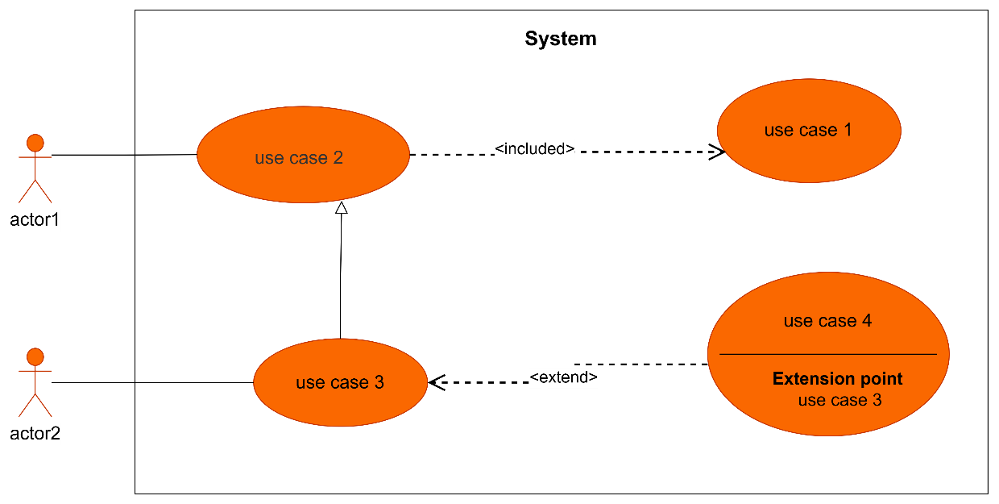 System
use case 1
<included>
use case 2
actor1
use case 4
Extension point
use case 3
<extend>
use case 3
actor2